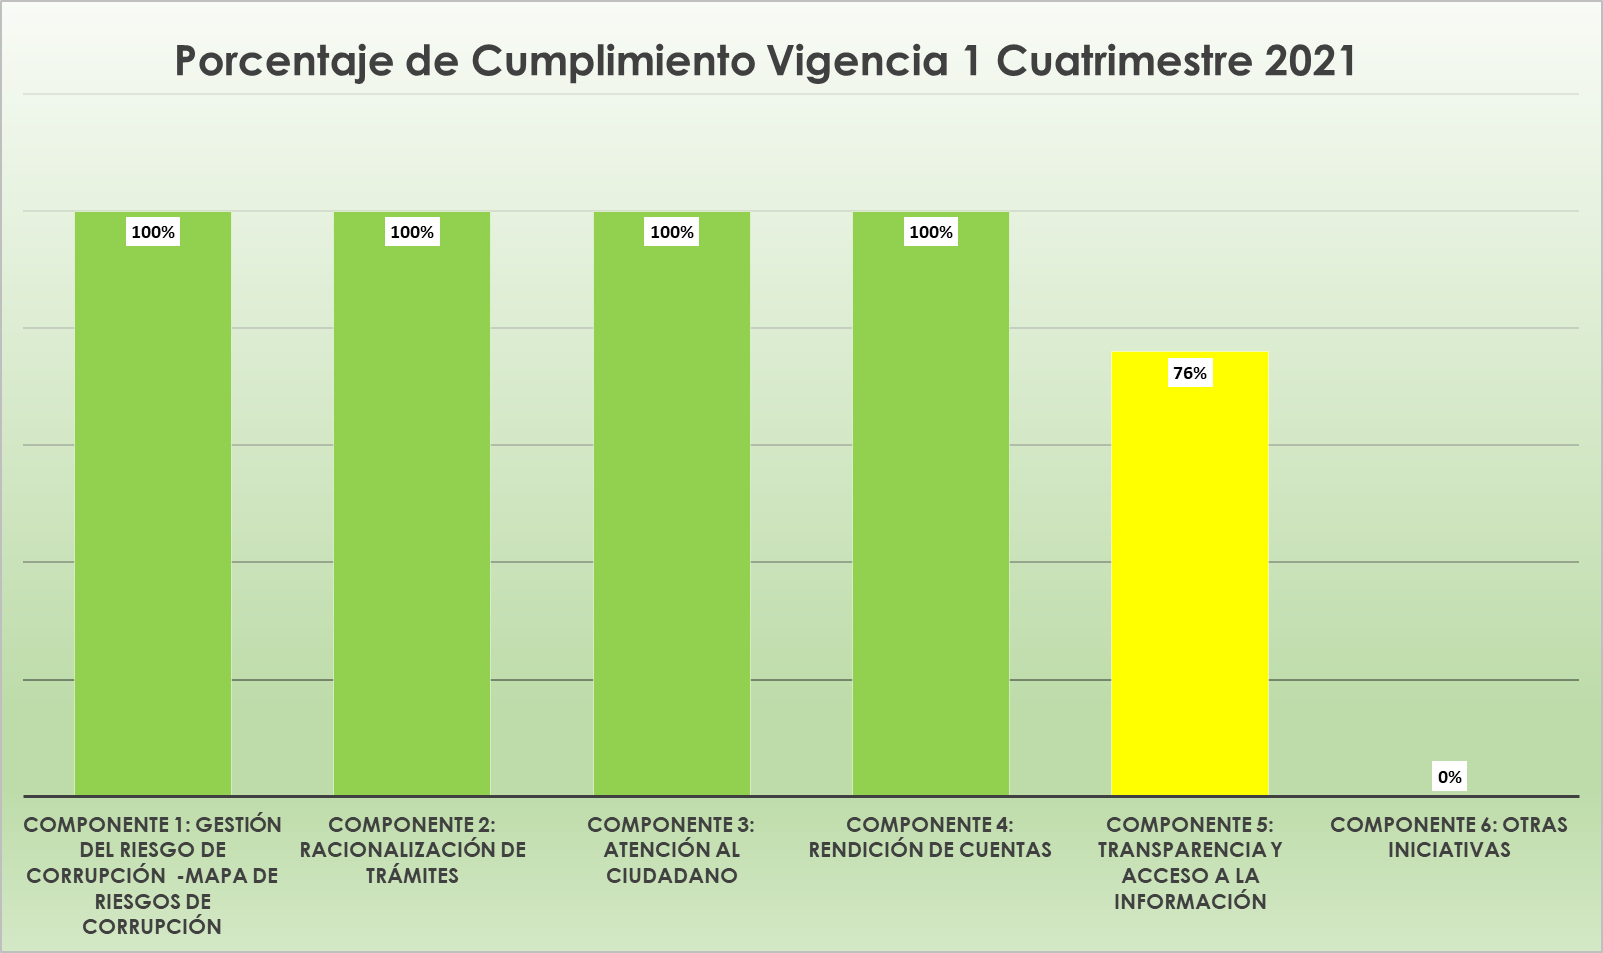 Porcentaje de Cumplimiento Vigencia 1 Cuatrimestre 2021
100%
100%
100%
100%
76%
0%
COMPONENTE 1: GESTIÓN
DEL RIESGO DE
CORRUPCIÓN  -MAPA DE
RIESGOS DE
CORRUPCIÓN
COMPONENTE 2:
RACIONALIZACIÓN DE
TRÁMITES
COMPONENTE 3:
ATENCIÓN AL
CIUDADANO
COMPONENTE 4:
RENDICIÓN DE CUENTAS
COMPONENTE 5:
TRANSPARENCIA Y
ACCESO A LA
INFORMACIÓN
COMPONENTE 6: OTRAS
INICIATIVAS